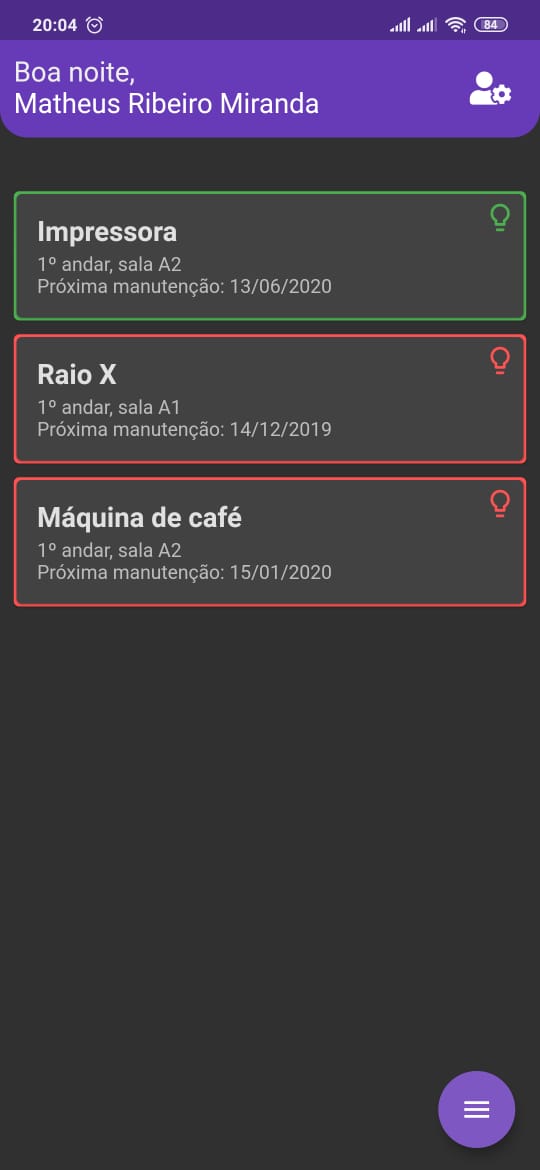 20:04
84
Boa noite,
Matheus Ribeiro Miranda
Impressora
1º andar, sala A2
Próxima manutenção: 13/06/2020
Raio X
1º andar, sala A1
Próxima manutenção: 14/12/2019
Máquina de café
1º andar, sala A2
Próxima manutenção: 15/01/2020